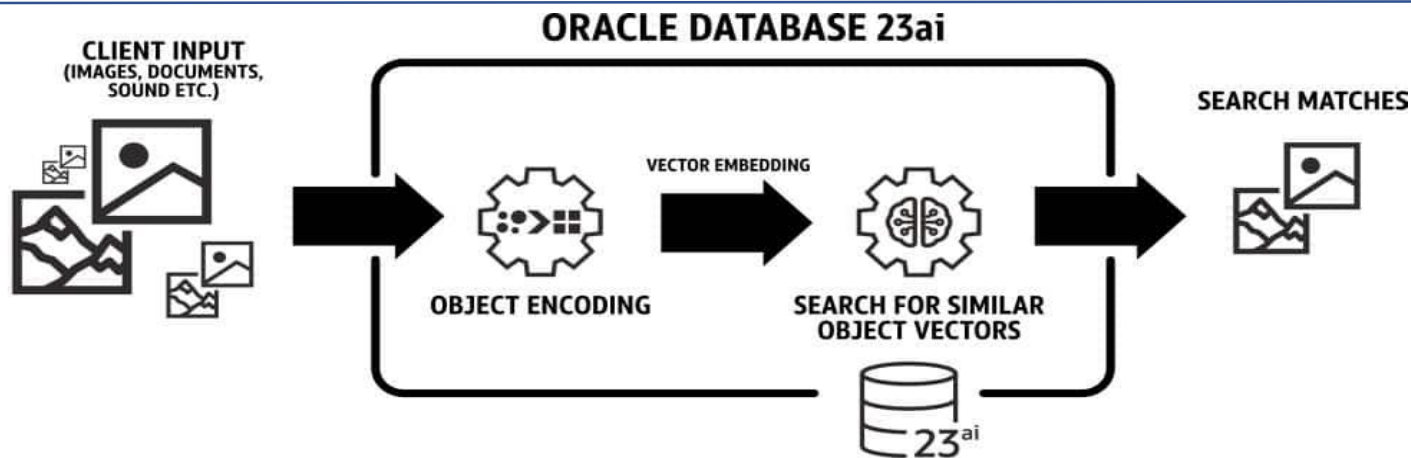 ORACLE DATABASE 23ai
CLIENT INPUT
(IMAGES, DOCUMENTS,
SOUND ETC.)
VECTOR EMBEDDING
OBJECT ENCODING
SEARCH FOR SIMILAR
OBJECT VECTORS
23ai
SEARCH MATCHES